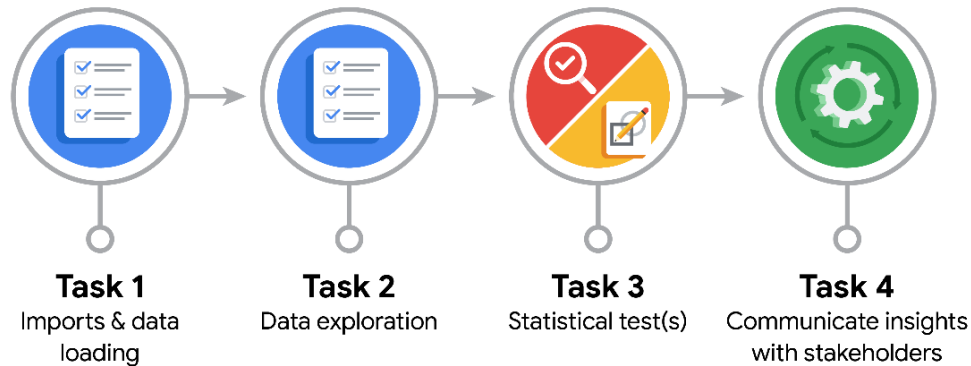 Task 1
Imports & data
loading
Task 2
Data exploration
Task 3
Statistical test(s)
Task 4
Communicate insights
with stakeholders